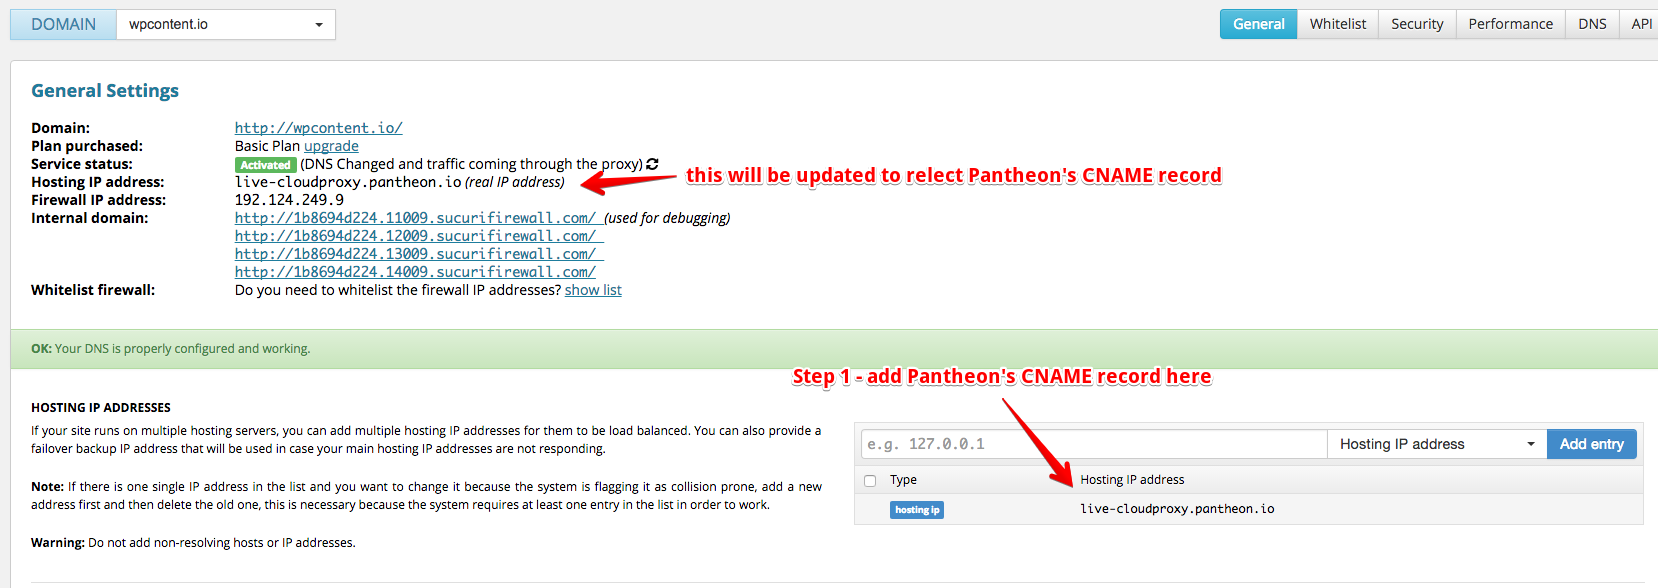 DOMAIN wpcontent.io General Whitelist Security Performance DNS API
General Settings
Domain: http://wpcontent.io/
Plan purchased: Basic Plan upgrade
Service status: Activated (DNS Changed and traffic coming through the proxy)
Hosting IP address: live-cloudproxy.pantheon.io (real IP address)
this will be updated to relect Pantheon's CNAME record
Firewall IP address: 192.124.249.9
Internal domain: http://1b8694d224.11009.sucurifirewall.com/ (used for debugging)
http://1b8694d224.12009.sucurifirewall.com/
http://1b8694d224.13009.sucurifirewall.com/
http://1b8694d224.14009.sucurifirewall.com/
Whitelist firewall: Do you need to whitelist the firewall IP addresses? show list
OK: Your DNS is properly configured and working.
Step 1 - add Pantheon's CNAME record here
HOSTING IP ADDRESSES
If your site runs on multiple hosting servers, you can add multiple hosting IP addresses for them to be load balanced. You can also provide a
failover backup IP address that will be used in case your main hosting IP addresses are not responding.
Note: If there is one single IP address in the list and you want to change it because the system is flagging it as collision prone, add a new
address first and then delete the old one, this is necessary because the system requires at least one entry in the list in order to work.
Warning: Do not add non-resolving hosts or IP addresses.
e.g. 127.0.0.1 Hosting IP address Add entry
Type Hosting IP address
hosting ip live-cloudproxy.pantheon.io